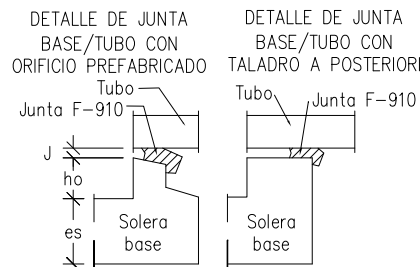 DETALLE DE JUNTA
BASE/TUBO CON
ORIFICIO PREFABRICADO
Tubo
Junta F-910
J
ho
es
Solera
base
DETALLE DE JUNTA
BASE/TUBO CON
TALADRO A POSTERIORI
Tubo
Junta F-910
Solera
base